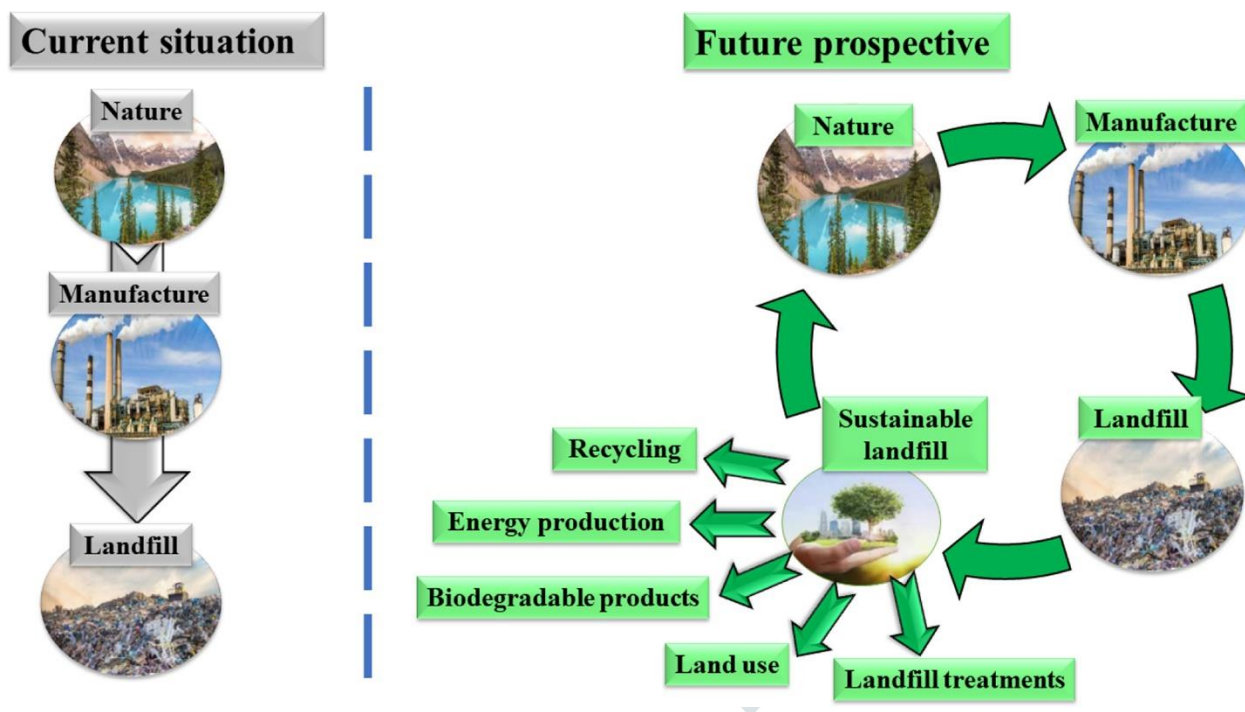 Current situation
Nature
Manufacture
Landfill
Future prospective
Nature
Manufacture
Landfill
Sustainable
landfill
Recycling
Energy production
Biodegradable products
Land use
Landfill treatments